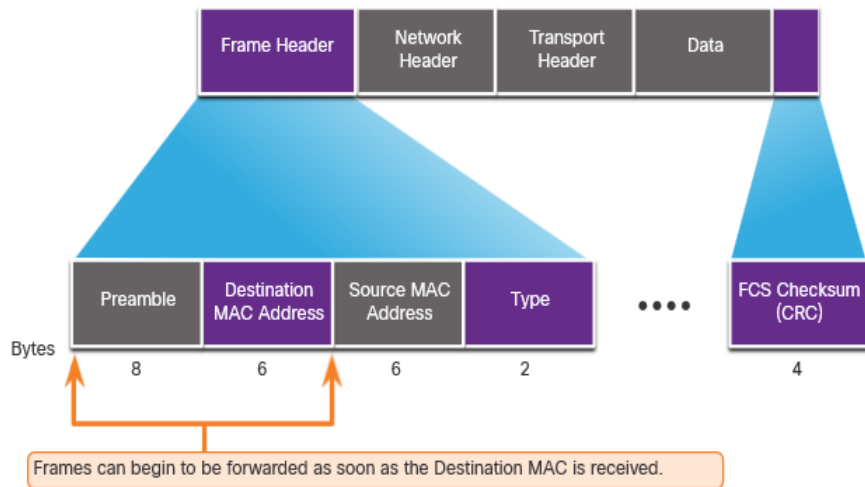 Frame Header
Network
Header
Transport
Header
Data
Preamble
Destination
MAC Address
Source MAC
Address
Type
••••
FCS Checksum
(CRC)
Bytes
8
6
6
2
4
Frames can begin to be forwarded as soon as the Destination MAC is received.